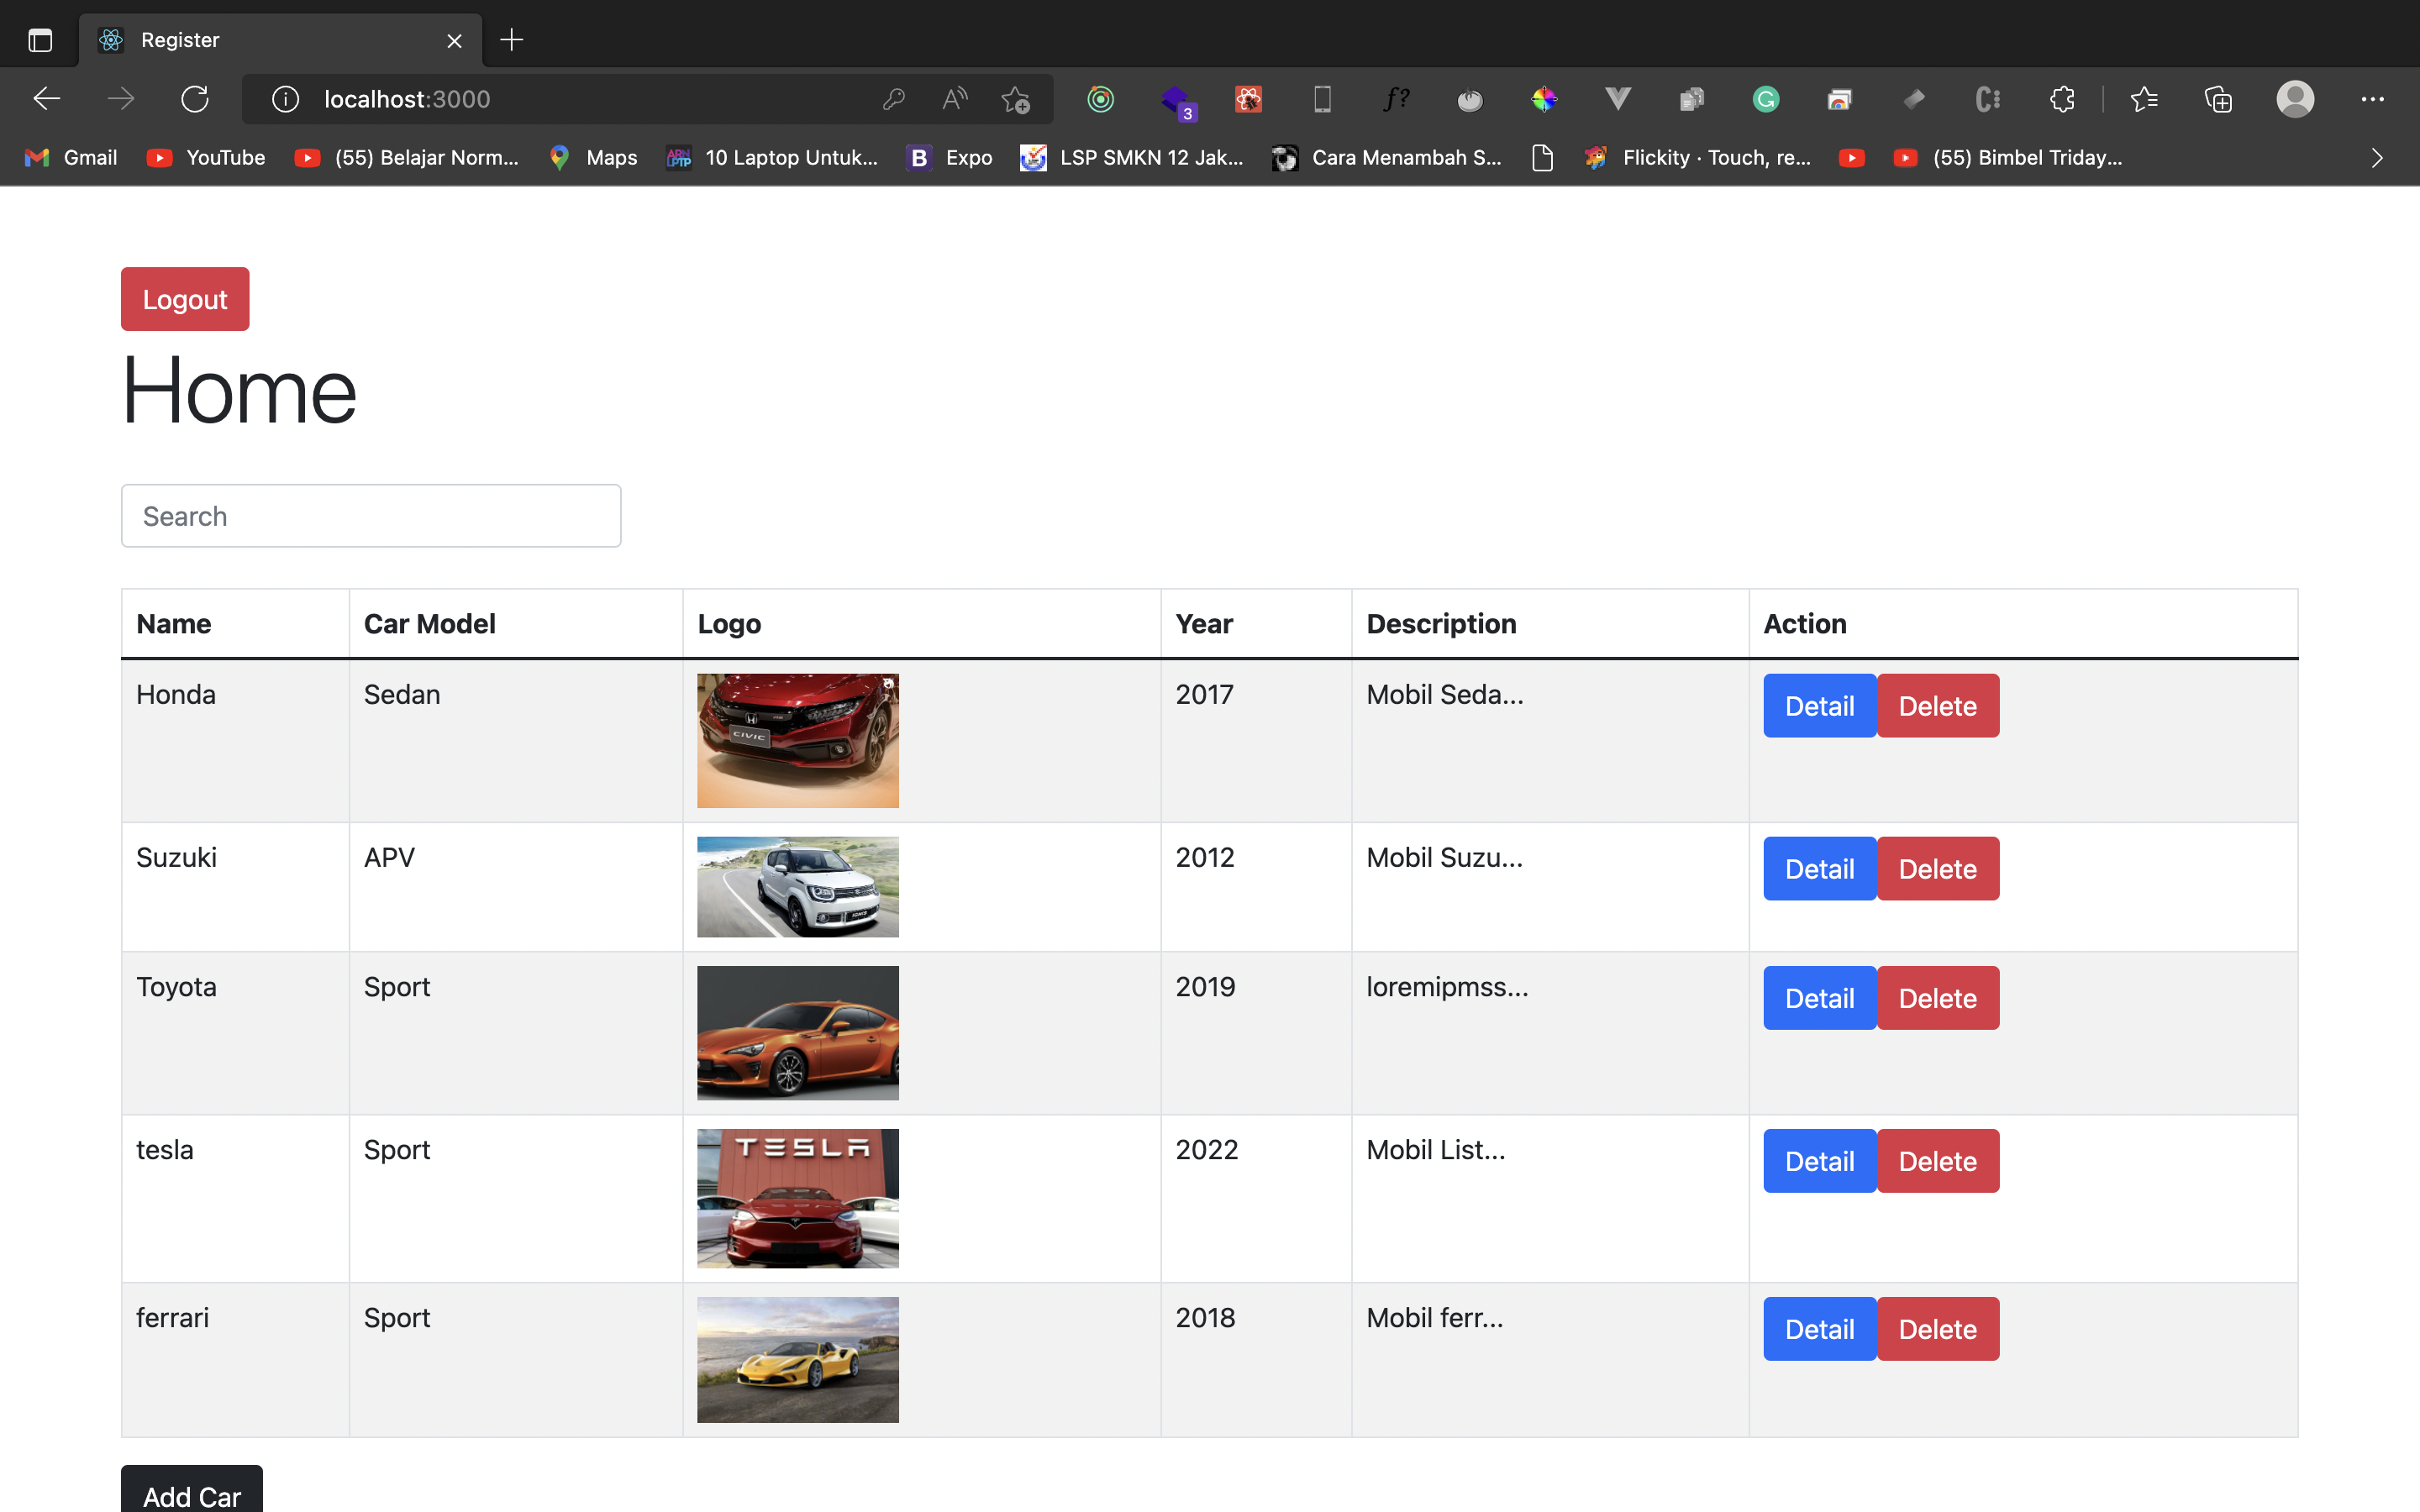 Register
localhost:3000
3
f?
Gmail YouTube (55) Belajar Norm... Maps 10 Laptop Untuk... B Expo LSP SMKN 12 Jak... Cara Menambah S... Flickity · Touch, re... (55) Bimbel Triday...
Logout
Home
Search
Name Car Model Logo Year Description Action
Honda Sedan 2017 Mobil Seda... Detail Delete
CIVIC
Suzuki APV 2012 Mobil Suzu... Detail Delete
IGNIS
Toyota Sport 2019 loremipmss... Detail Delete
tesla Sport TESLA 2022 Mobil List... Detail Delete
ferrari Sport 2018 Mobil ferr... Detail Delete
Add Car